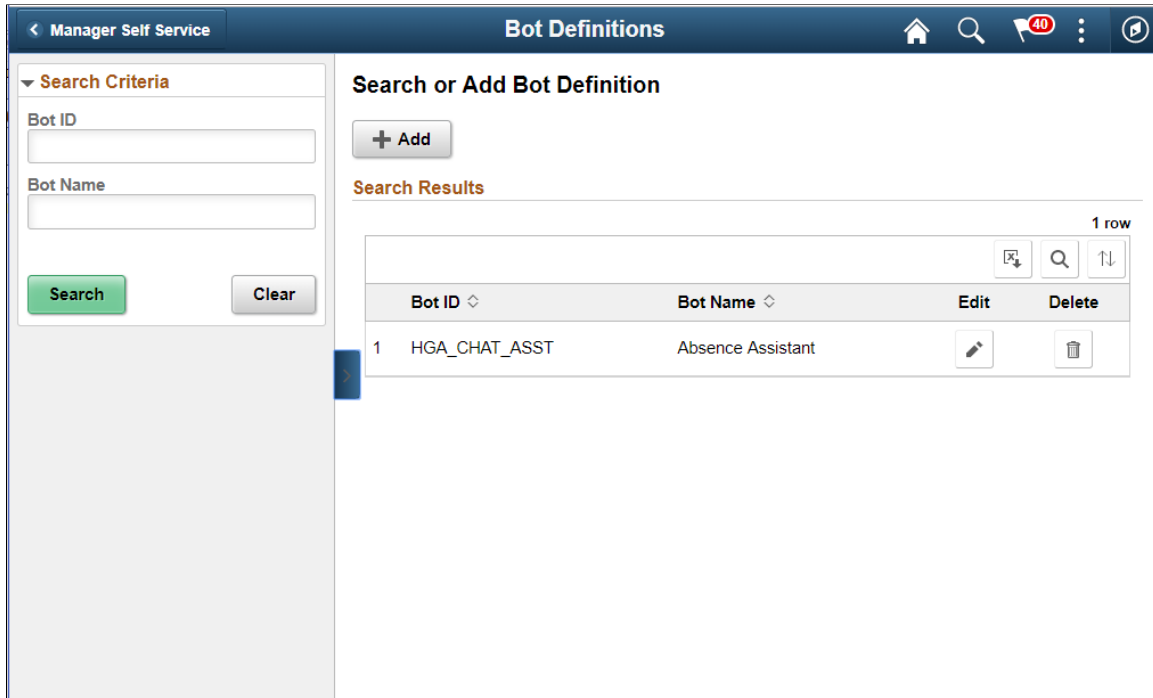 Manager Self Service
Bot Definitions
40
Search Criteria
Bot ID
Bot Name
Search
Clear
Search or Add Bot Definition
Add
Search Results
1 row
Bot ID Bot Name Edit Delete
1 HGA_CHAT_ASST Absence Assistant